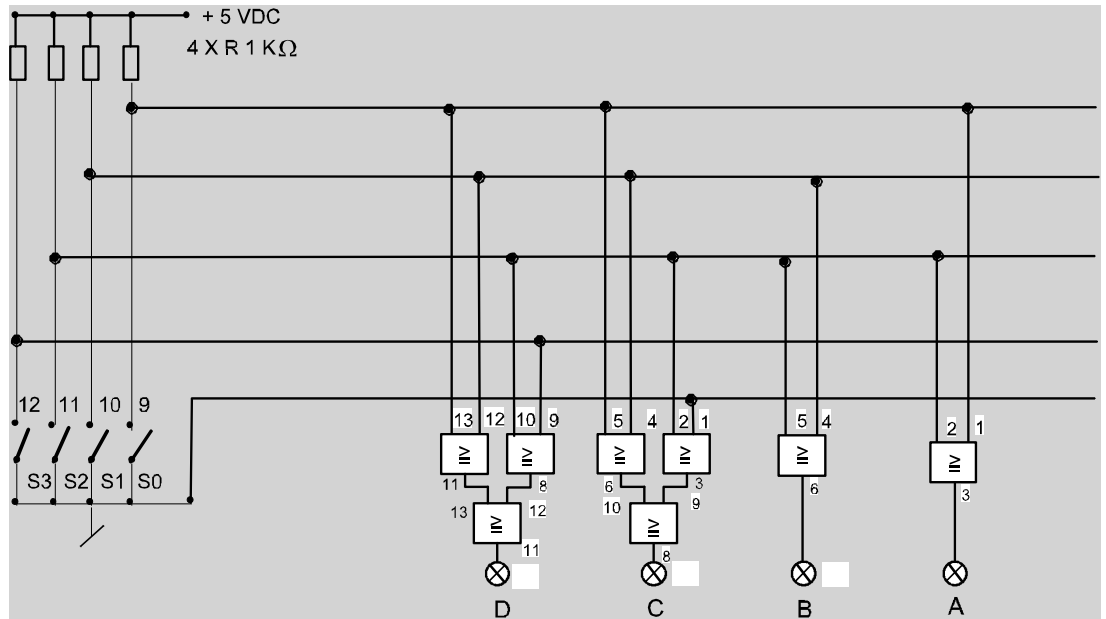 + 5 VDC
4 X R 1 KΩ
12 11 10 9
S3 S2 S1 S0
13 12 10 9 5 4 2 1 5 4 2 1
≥ ≥ ≥ ≥ ≥ ≥
11 8 6 3 6 3
13 12 10 9
≥ ≥
11 8
D C B A